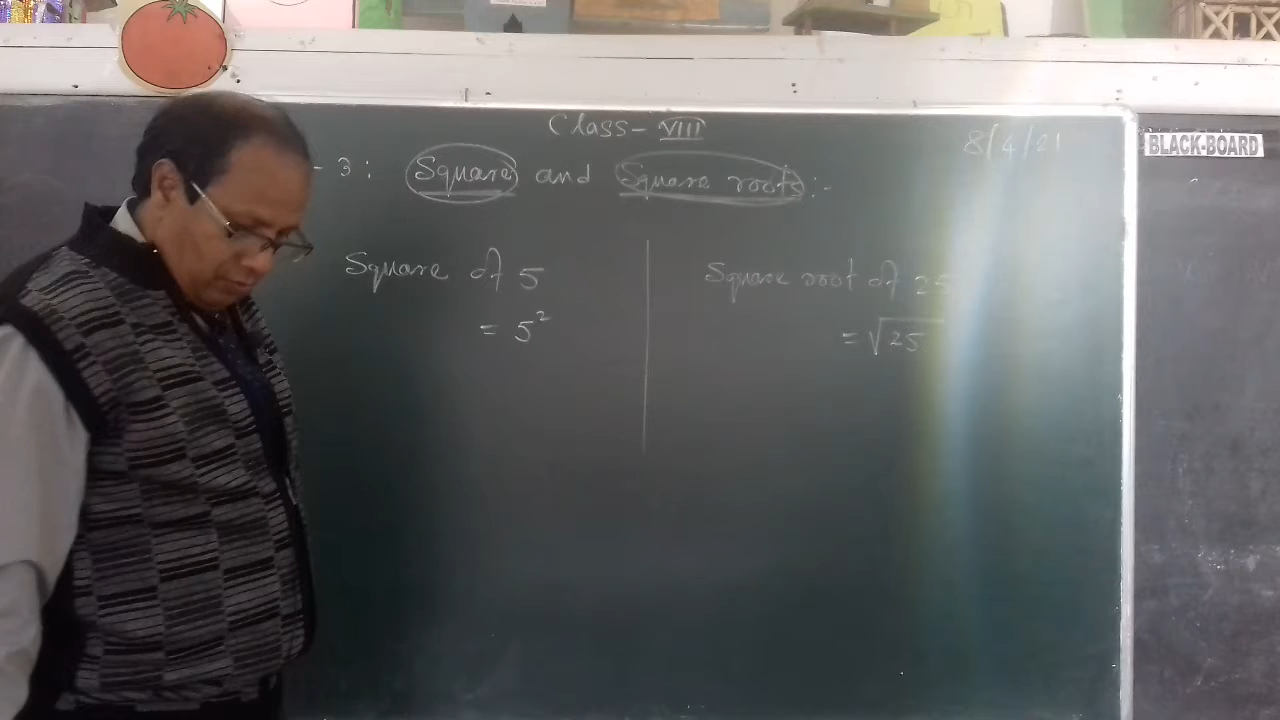 Class- VIII
8/4/21
BLACK-BOARD
- 3: Square and Square roots:-
Square of 5
= 5²
Square root of 25
= √25